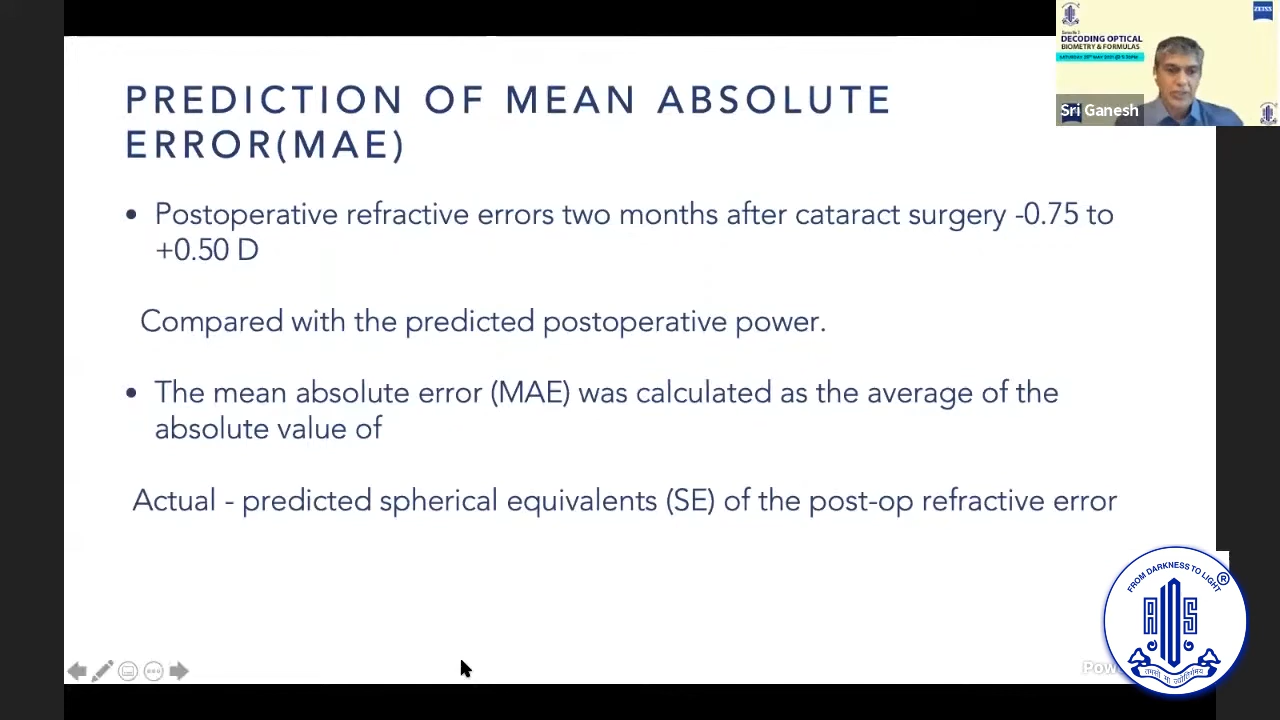 PREDICTION OF MEAN ABSOLUTE
ERROR(MAE)
• Postoperative refractive errors two months after cataract surgery -0.75 to
+0.50 D
Compared with the predicted postoperative power.
• The mean absolute error (MAE) was calculated as the average of the
absolute value of
Actual - predicted spherical equivalents (SE) of the post-op refractive error
DECODING OPTICAL
BIOMETRY & FORMULAS
ZEISS
Sri Ganesh
FROM DARKNESS TO LIGHT
®